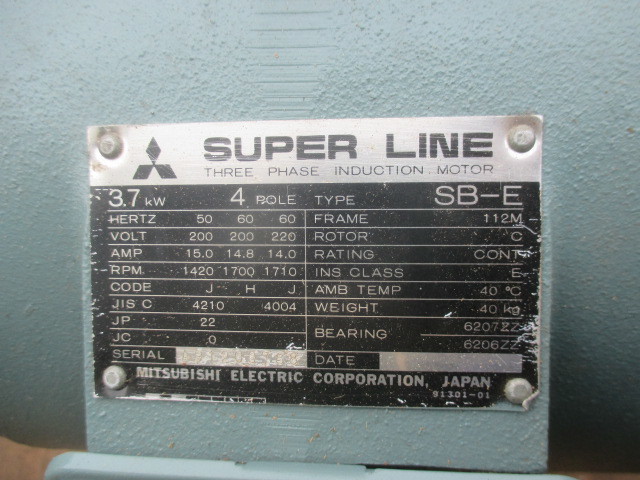 SUPER LINE
THREE PHASE INDUCTION MOTOR
3.7 kW 4 POLE TYPE SB-E
HERTZ 50 60 60 FRAME 112M
VOLT 200 200 220 ROTOR C
AMP 15.0 14.8 14.0 RATING CONT
RPM 1420 1700 1710 INS CLASS E
CODE J H J AMB TEMP 40 °C
JIS C 4210 4004 WEIGHT 40 kg
JP 22 BEARING 6207ZZ
JC 0 6206ZZ
SERIAL DATE
MITSUBISHI ELECTRIC CORPORATION, JAPAN
91301-01